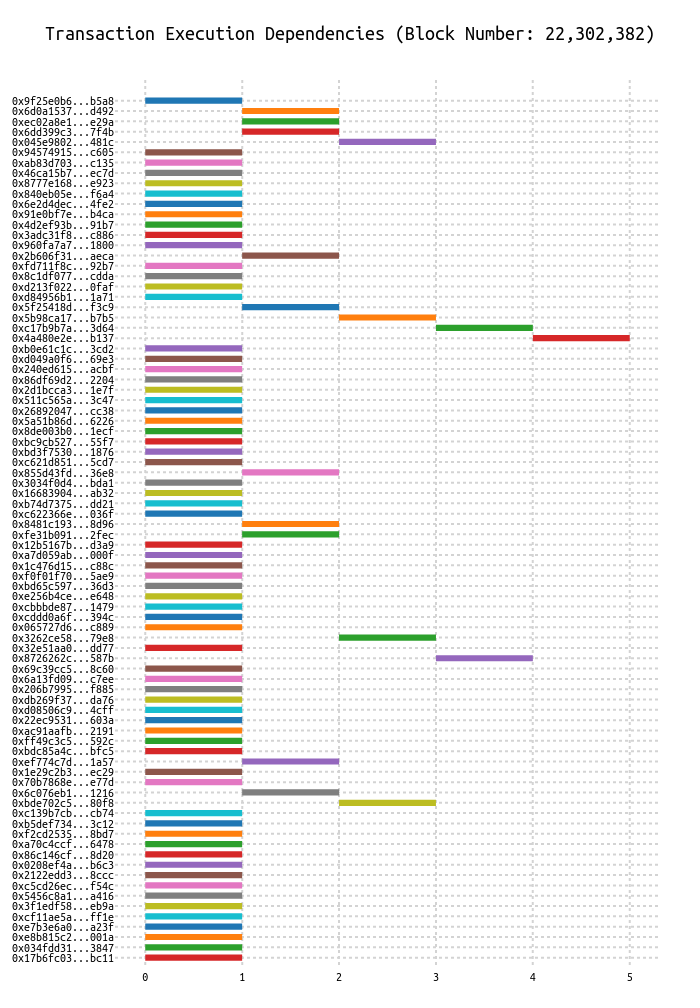 Transaction Execution Dependencies (Block Number: 22,302,382)
0x9f25e0b6...b5a8
0x6d0a1537...d492
0xec02a8e1...e29a
0x6dd399c3...7f4b
0x045e9802...481c
0x94574915...c605
0xab83d703...c135
0x46ca15b7...ec7d
0x8777e168...e923
0x840eb05e...f6a4
0x6e2d4dec...4fe2
0x91e0bf7e...b4ca
0x4d2ef93b...91b7
0x3adc31f8...c886
0x960fa7a7...1800
0x2b606f31...aeca
0xfd711f8c...92b7
0x8c1df077...cdda
0xd213f022...0faf
0xd84956b1...1a71
0x5f25418d...f3c9
0x5b98ca17...b7b5
0xc17b9b7a...3d64
0x4a480e2e...b137
0xb0e61c1c...3cd2
0xd049a0f6...69e3
0x240ed615...acbf
0x86df69d2...2204
0x2d1bcca3...1e7f
0x511c565a...3c47
0x26892047...cc38
0x5a51b86d...6226
0x8de003b0...1ecf
0xbc9cb527...55f7
0xbd3f7530...1876
0xc621d851...5cd7
0x855d43fd...36e8
0x3034f0d4...bda1
0x16683904...ab32
0xb74d7375...dd21
0xc622366e...036f
0x8481c193...8d96
0xfe31b091...2fec
0x12b5167b...d3a9
0xa7d059ab...000f
0x1c476d15...c88c
0xf0f01f70...5ae9
0xbd65c597...36d3
0xe256b4ce...e648
0xcbbbde87...1479
0xcddd0a6f...394c
0x065727d6...c889
0x3262ce58...79e8
0x32e51aa0...dd77
0x8726262c...587b
0x69c39cc5...8c60
0x6a13fd09...c7ee
0x206b7995...f885
0xdb269f37...da76
0xd08506c9...4cff
0x22ec9531...603a
0xac91aafb...2191
0xff49c3c5...592c
0xbdc85a4c...bfc5
0xef774c7d...1a57
0x1e29c2b3...ec29
0x70b7868e...e77d
0x6c076eb1...1216
0xbde702c5...80f8
0xc139b7cb...cb74
0xb5def734...3c12
0xf2cd2535...8bd7
0xa70c4ccf...6478
0x86c146cf...8d20
0x0208ef4a...b6c3
0x2122edd3...8ccc
0xc5cd26ec...f54c
0x5456c8a1...a416
0x3f1edf58...eb9a
0xcf11ae5a...ff1e
0xe7b3e6a0...a23f
0xe8b815c2...001a
0x034fdd31...3847
0x17b6fc03...bc11
0 1 2 3 4 5